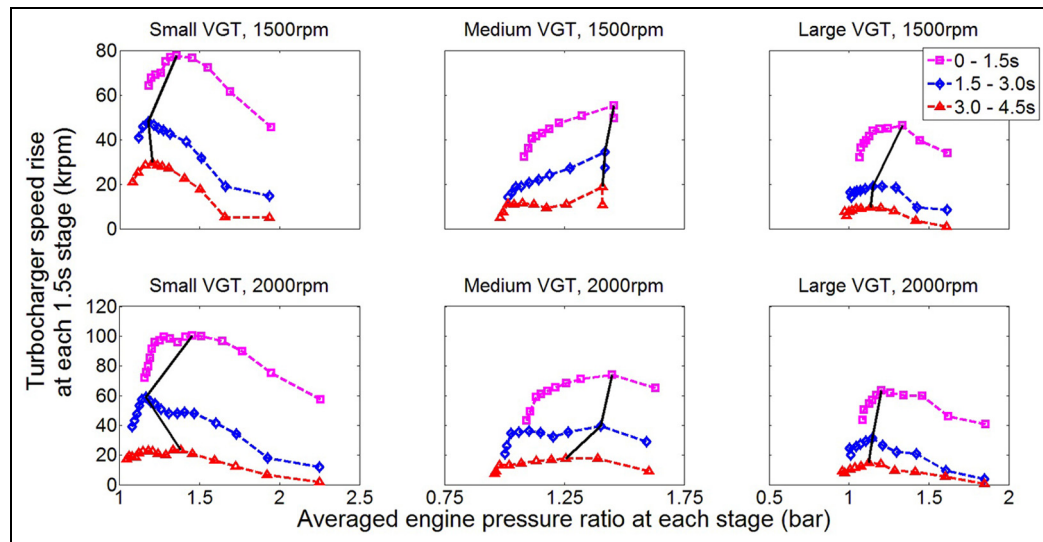 Small VGT, 1500rpm
Medium VGT, 1500rpm
Large VGT, 1500rpm
80
60
40
20
0
0 - 1.5s
1.5 - 3.0s
3.0 - 4.5s
Turbocharger speed rise
at each 1.5s stage (krpm)
Small VGT, 2000rpm
Medium VGT, 2000rpm
Large VGT, 2000rpm
120
100
80
60
40
20
0
1 1.5 2 2.5
0.75 1.25 1.75
0.5 1 1.5 2
Averaged engine pressure ratio at each stage (bar)